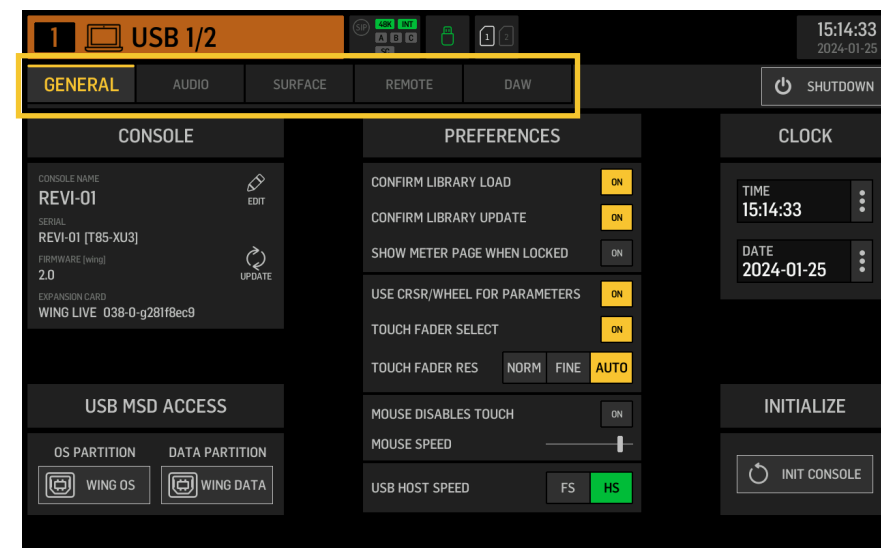 1 USB 1/2
SIP 48K INT
A B C
SC
1 2
15:14:33
2024-01-25
GENERAL AUDIO SURFACE REMOTE DAW
SHUTDOWN
CONSOLE
CONSOLE NAME
REVI-01
EDIT
SERIAL
REVI-01 [T85-XU3]
FIRMWARE [wing]
2.0
UPDATE
EXPANSION CARD
WING LIVE 038-0-g281f8ec9
USB MSD ACCESS
OS PARTITION DATA PARTITION
WING OS WING DATA
PREFERENCES
CONFIRM LIBRARY LOAD ON
CONFIRM LIBRARY UPDATE ON
SHOW METER PAGE WHEN LOCKED ON
USE CRSR/WHEEL FOR PARAMETERS ON
TOUCH FADER SELECT ON
TOUCH FADER RES NORM FINE AUTO
MOUSE DISABLES TOUCH ON
MOUSE SPEED
USB HOST SPEED FS HS
CLOCK
TIME
15:14:33
DATE
2024-01-25
INITIALIZE
INIT CONSOLE